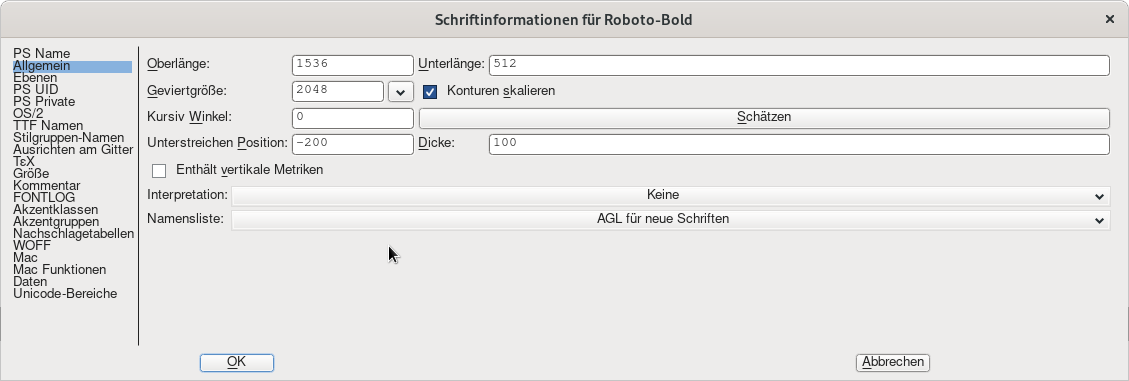 Schriftinformationen für Roboto-Bold
PS Name
Allgemein
Ebenen
PS UID
PS Private
OS/2
TTF Namen
Stilgruppen-Namen
Ausrichten am Gitter
TεX
Größe
Kommentar
FONTLOG
Akzentklassen
Akzentgruppen
Nachschlagetabellen
WOFF
Mac
Mac Funktionen
Daten
Unicode-Bereiche
Oberlänge: 1536 Unterlänge: 512
Geviertgröße: 2048 Konturen skalieren
Kursiv Winkel: 0 Schätzen
Unterstreichen Position: -200 Dicke: 100
Enthält vertikale Metriken
Interpretation: Keine
Namensliste: AGL für neue Schriften
OK Abbrechen